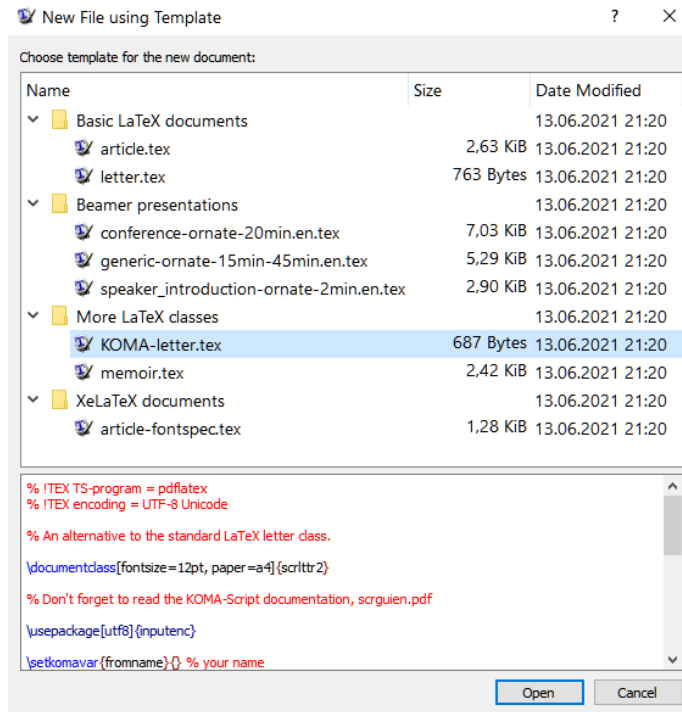 New File using Template ? ×
Choose template for the new document:
Name Size Date Modified
Basic LaTeX documents 13.06.2021 21:20
article.tex 2,63 KiB 13.06.2021 21:20
letter.tex 763 Bytes 13.06.2021 21:20
Beamer presentations 13.06.2021 21:20
conference-ornate-20min.en.tex 7,03 KiB 13.06.2021 21:20
generic-ornate-15min-45min.en.tex 5,29 KiB 13.06.2021 21:20
speaker_introduction-ornate-2min.en.tex 2,90 KiB 13.06.2021 21:20
More LaTeX classes 13.06.2021 21:20
KOMA-letter.tex 687 Bytes 13.06.2021 21:20
memoir.tex 2,42 KiB 13.06.2021 21:20
XeLaTeX documents 13.06.2021 21:20
article-fontspec.tex 1,28 KiB 13.06.2021 21:20
% !TEX TS-program = pdflatex
% !TEX encoding = UTF-8 Unicode
% An alternative to the standard LaTeX letter class.
\documentclass[fontsize=12pt, paper=a4]{scrlttr2}
% Don't forget to read the KOMA-Script documentation, scrguien.pdf
\usepackage[utf8]{inputenc}
\setkomavar{fromname}{} % your name
Open Cancel